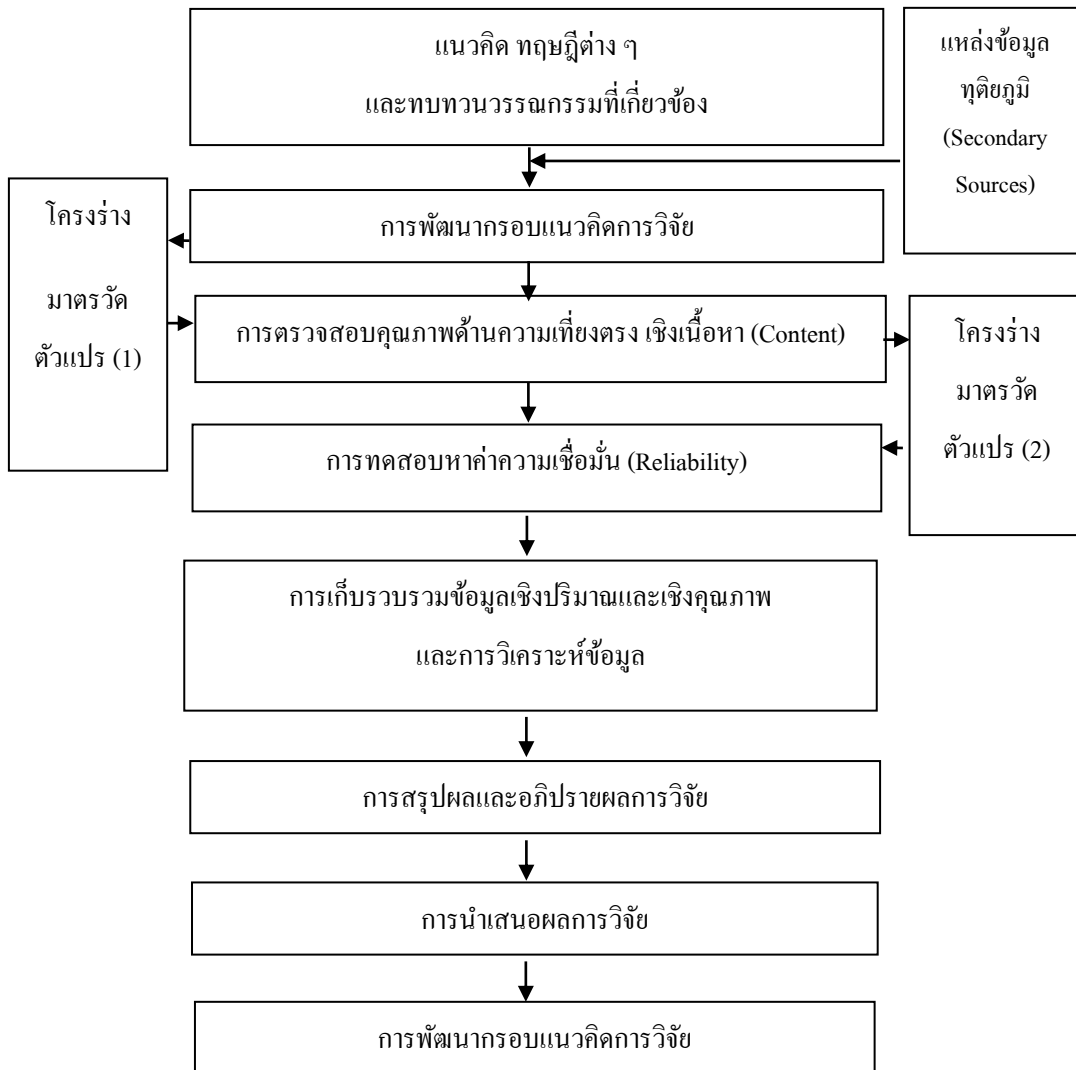 แนวคิด ทฤษฎีต่าง ๆ
และทบทวนวรรณกรรมที่เกี่ยวข้อง
แหล่งข้อมูล
ทุติยภูมิ
(Secondary
Sources)
การพัฒนากรอบแนวคิดการวิจัย
โครงร่าง
มาตรวัด
ตัวแปร (1)
การตรวจสอบคุณภาพด้านความเที่ยงตรง เชิงเนื้อหา (Content)
โครงร่าง
มาตรวัด
ตัวแปร (2)
การทดสอบหาค่าความเชื่อมั่น (Reliability)
การเก็บรวบรวมข้อมูลเชิงปริมาณและเชิงคุณภาพ
และการวิเคราะห์ข้อมูล
การสรุปผลและอภิปรายผลการวิจัย
การนำเสนอผลการวิจัย
การพัฒนากรอบแนวคิดการวิจัย